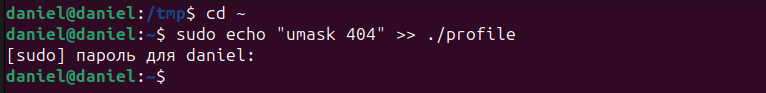 daniel@daniel:/tmp$ cd ~
daniel@daniel:~$ sudo echo "umask 404" >> ./profile
[sudo] пароль для daniel:
daniel@daniel:~$